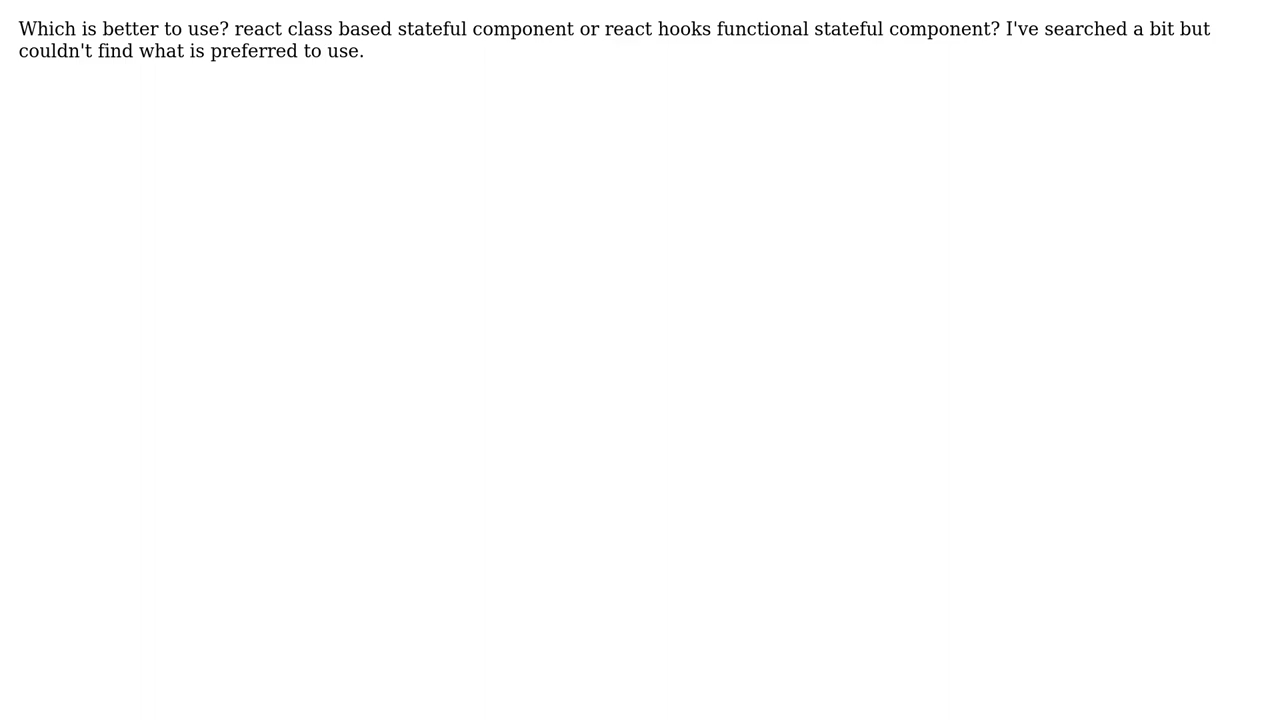 Which is better to use? react class based stateful component or react hooks functional stateful component? I've searched a bit but
couldn't find what is preferred to use.